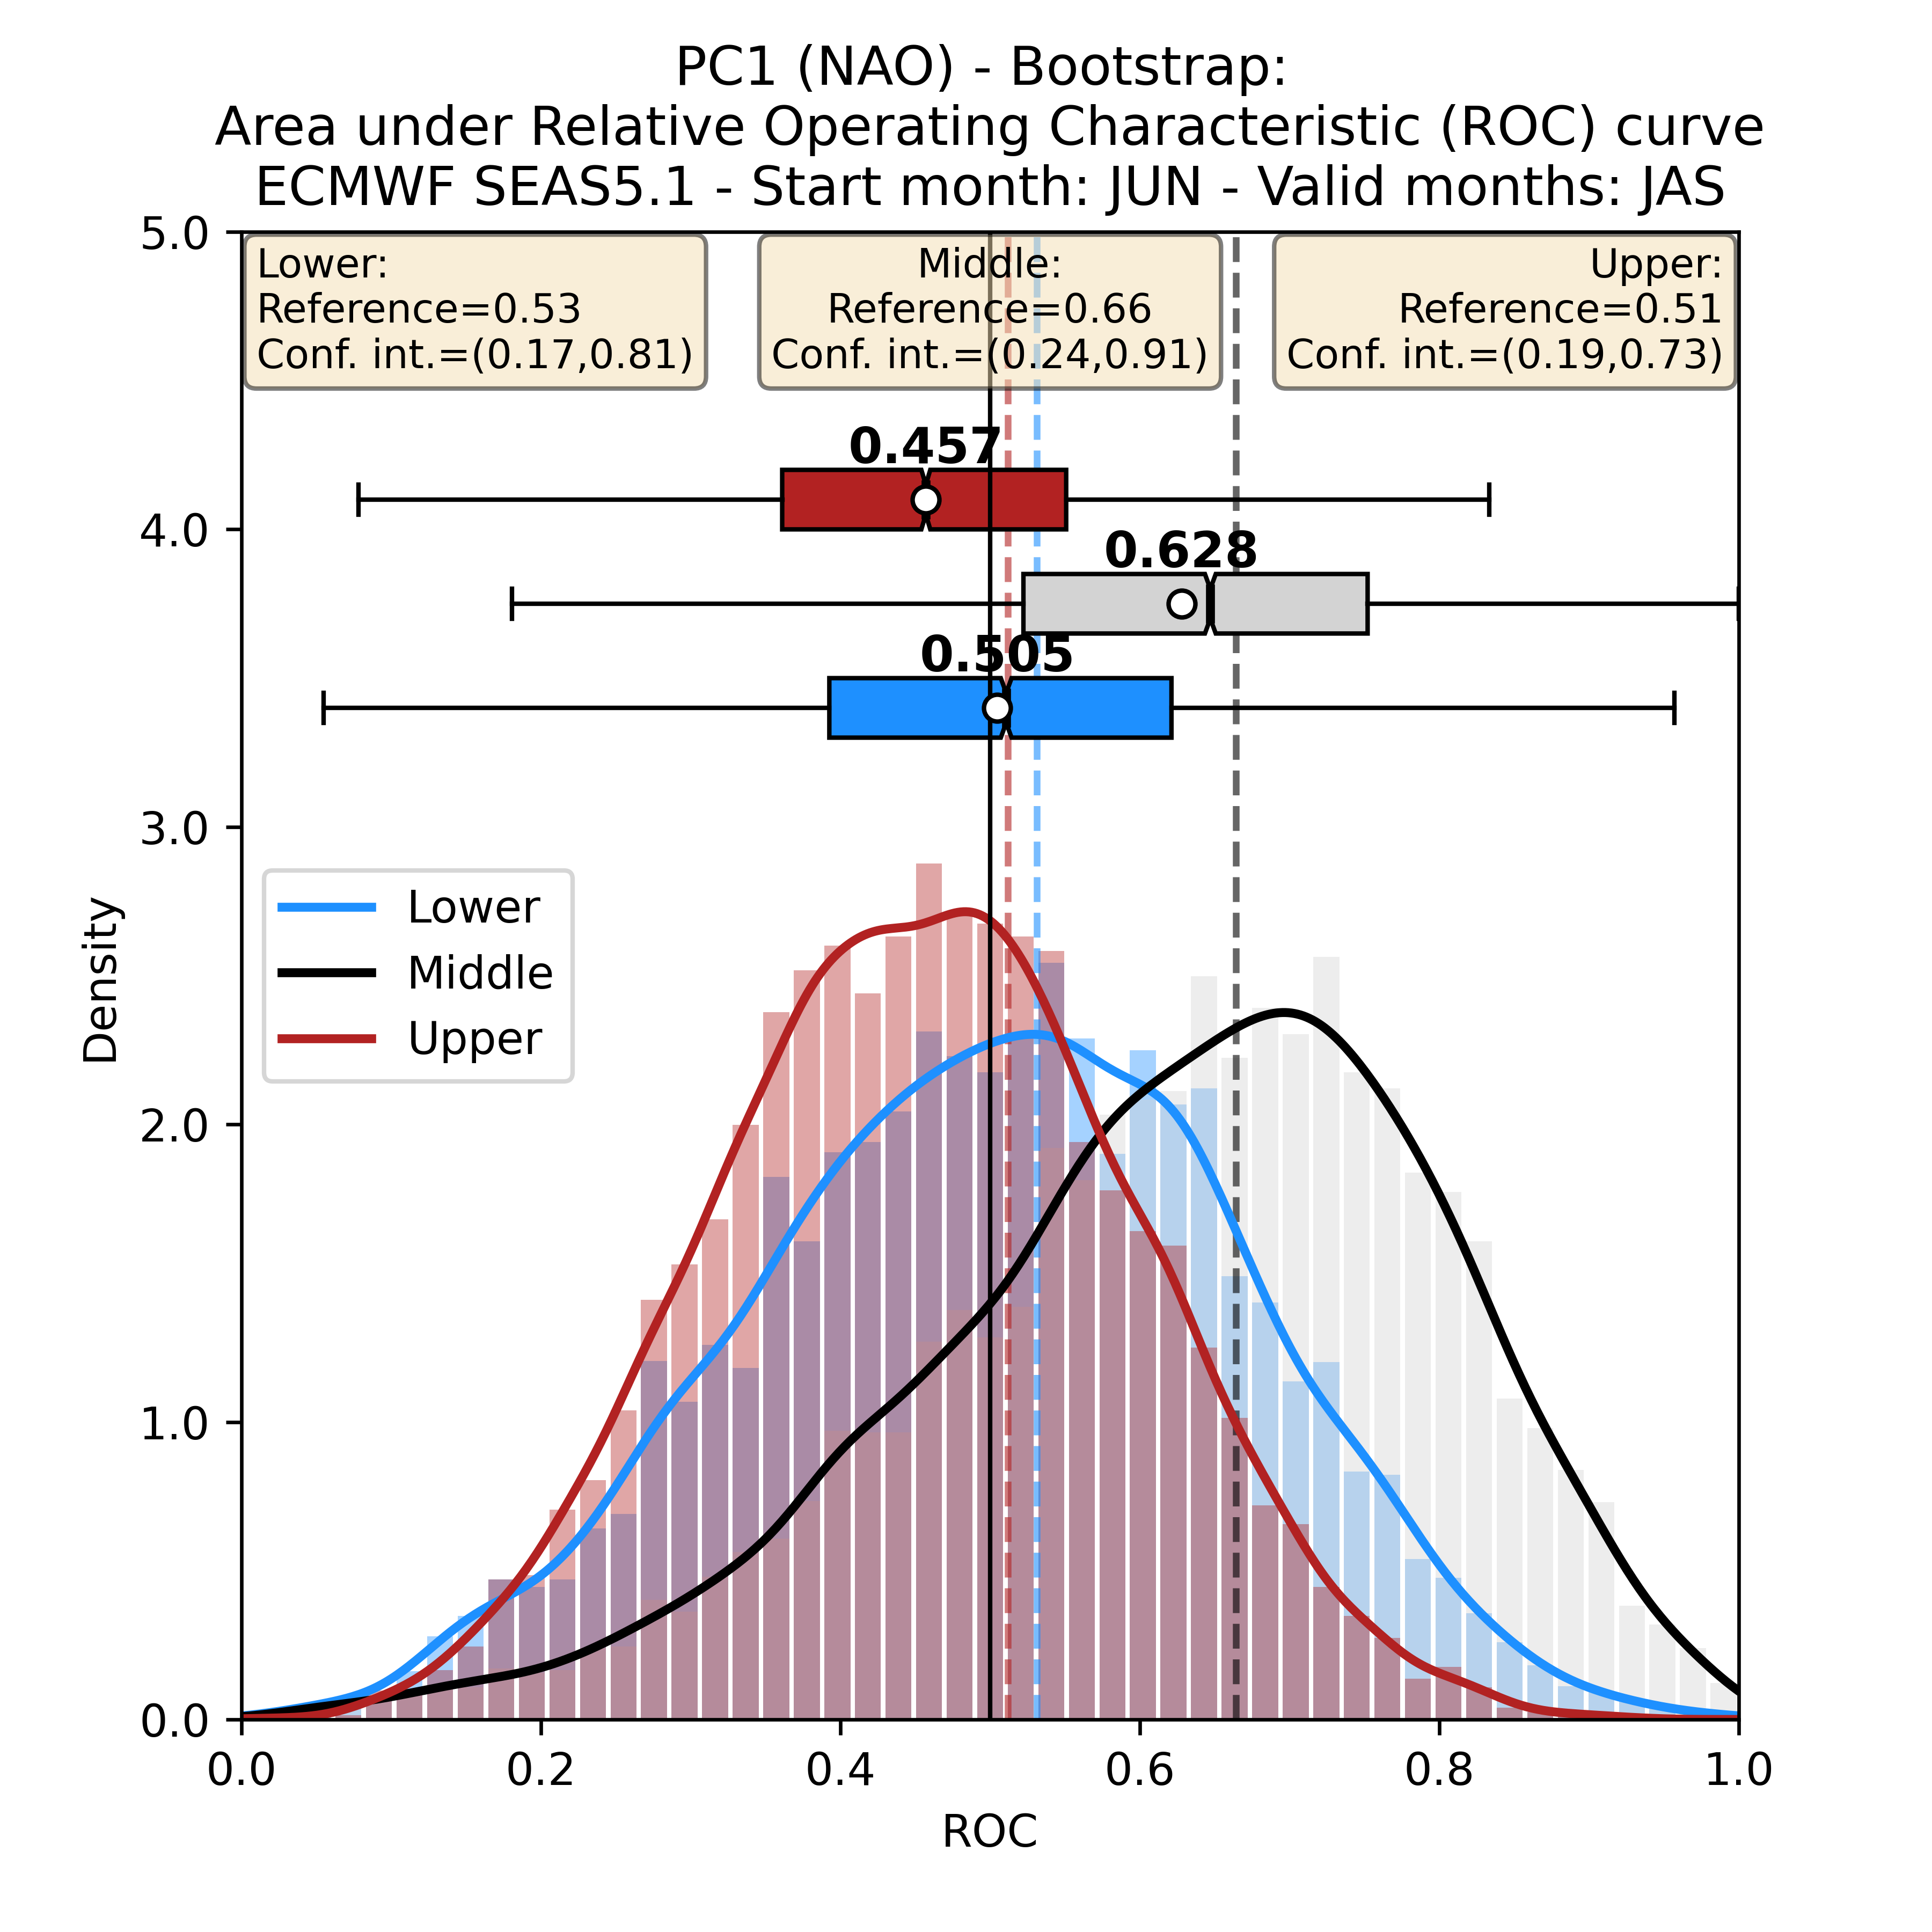 PC1 (NAO) - Bootstrap:
Area under Relative Operating Characteristic (ROC) curve
ECMWF SEAS5.1 - Start month: JUN - Valid months: JAS
Lower:
Reference=0.53
Conf. int.=(0.17,0.81)
Middle:
Reference=0.66
Conf. int.=(0.24,0.91)
Upper:
Reference=0.51
Conf. int.=(0.19,0.73)
0.457
0.628
0.505
Lower
Middle
Upper
Density
5.0
4.0
3.0
2.0
1.0
0.0
0.0 0.2 0.4 0.6 0.8 1.0
ROC